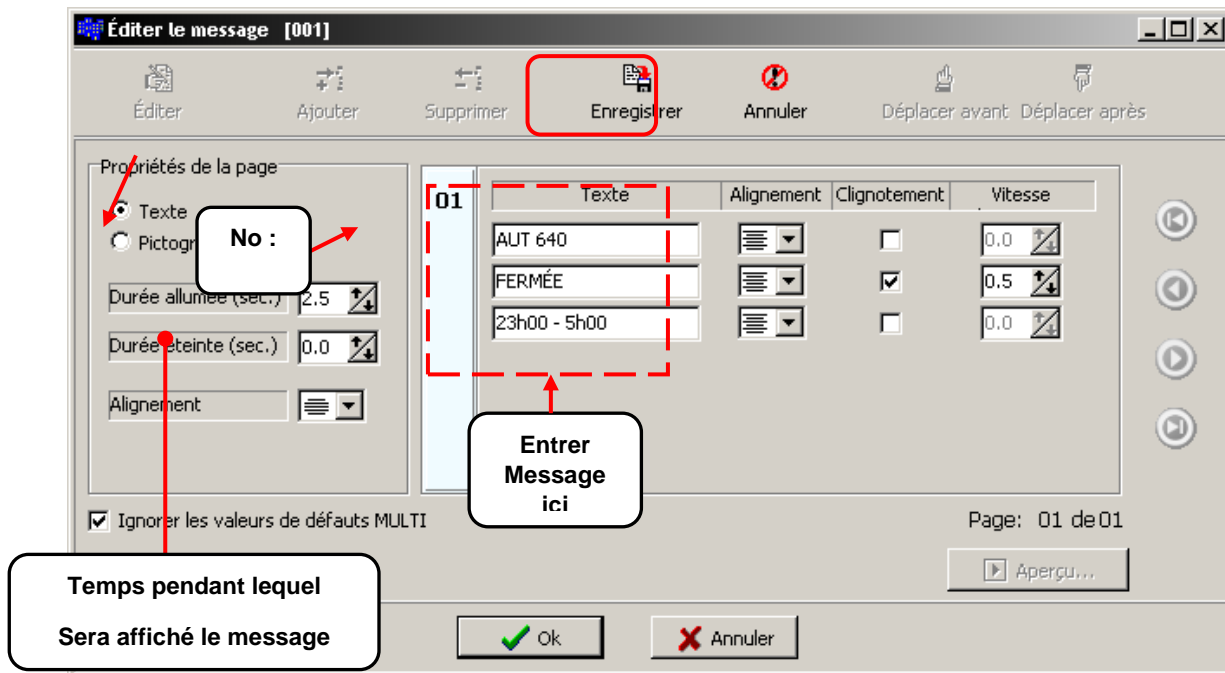 Éditer le message [001]
Éditer Ajouter Supprimer Enregistrer Annuler Déplacer avant Déplacer après
Propriétés de la page
Texte
Pictogr
No :
Durée allumée (sec.) 2.5
Durée éteinte (sec.) 0.0
Alignement
01
Texte Alignement Clignotement Vitesse
AUT 640 0.0
FERMÉE 0.5
23h00 - 5h00 0.0
Entrer
Message
ici
Ignorer les valeurs de défauts MULTI
Page: 01 de 01
Aperçu...
Temps pendant lequel
Sera affiché le message
Ok Annuler